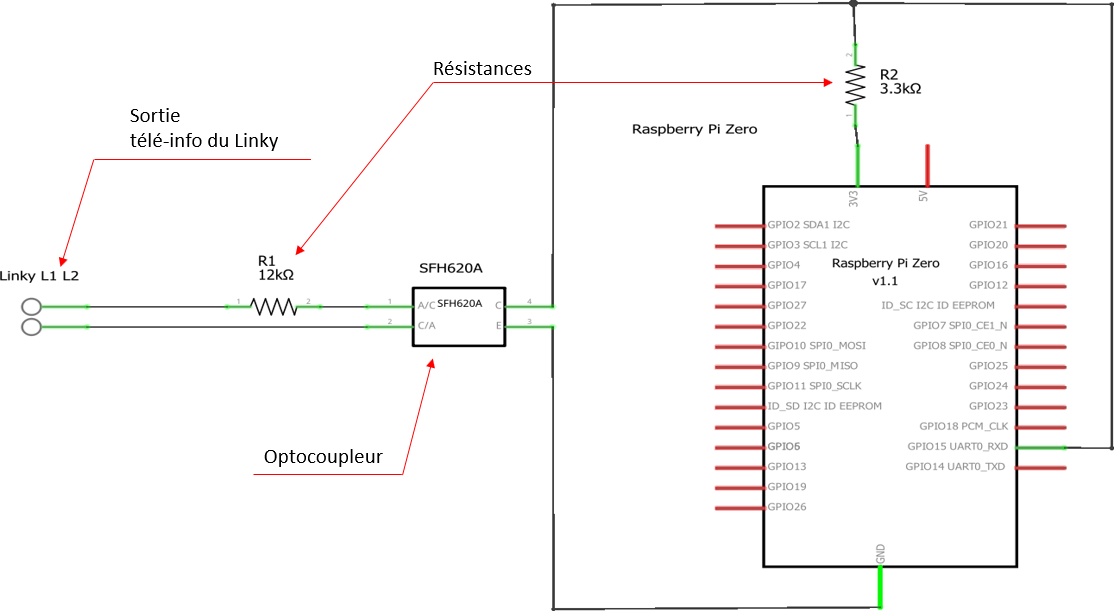 Résistances
R2
3.3kΩ
2
1
Sortie
télé-info du Linky
Raspberry Pi Zero
3V3
5V
Linky L1 L2
R1
12kΩ
1
2
SFH620A
1
2
A/C
C/A
SFH620A
C
E
4
3
Optocoupleur
Raspberry Pi Zero
v1.1
GPIO2 SDA1 I2C
GPIO3 SCL1 I2C
GPIO4
GPIO17
GPIO27
GPIO22
GIPO10 SPI0_MOSI
GPIO9 SPI0_MISO
GPIO11 SPI0_SCLK
ID_SD I2C ID EEPROM
GPIO5
GPIO6
GPIO13
GPIO19
GPIO26
GPIO21
GPIO20
GPIO16
GPIO12
ID_SC I2C ID EEPROM
GPIO7 SPI0_CE1_N
GPIO8 SPI0_CE0_N
GPIO25
GPIO24
GPIO23
GPIO18 PCM_CLK
GPIO15 UART0_RXD
GPIO14 UART0_TXD
GND